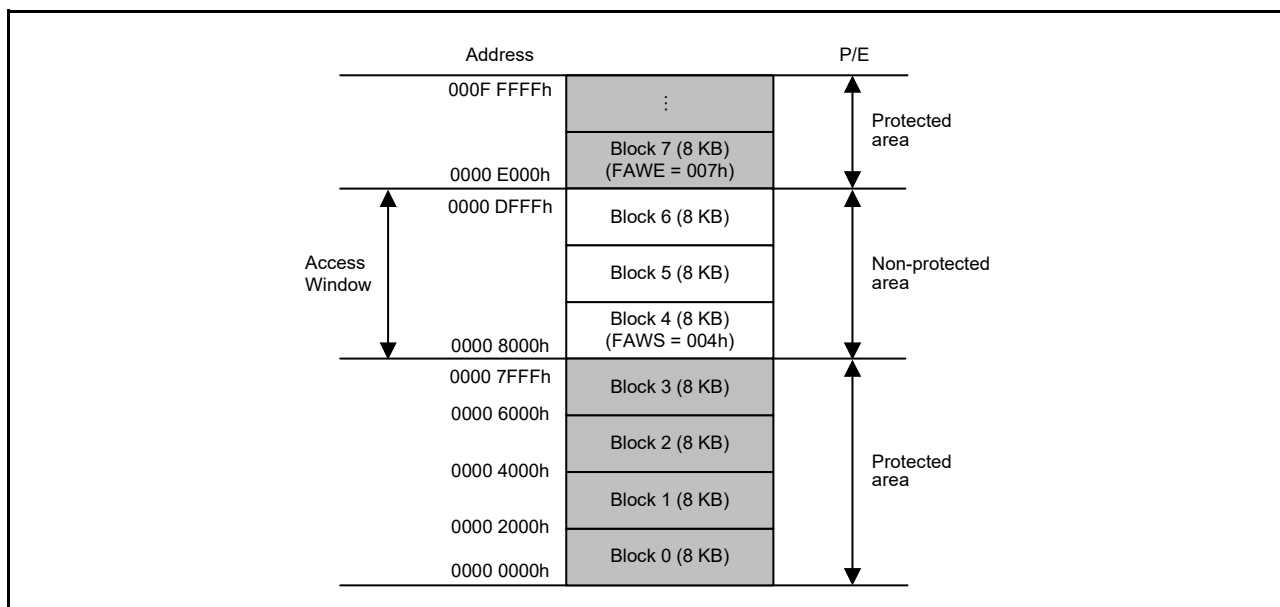 Address P/E
000F FFFFh
⋮
Protected
area
Block 7 (8 KB)
(FAWE = 007h)
0000 E000h
0000 DFFFh
Block 6 (8 KB)
Access
Window
Block 5 (8 KB)
Non-protected
area
Block 4 (8 KB)
(FAWS = 004h)
0000 8000h
0000 7FFFh
Block 3 (8 KB)
0000 6000h
Block 2 (8 KB)
Protected
area
0000 4000h
Block 1 (8 KB)
0000 2000h
Block 0 (8 KB)
0000 0000h